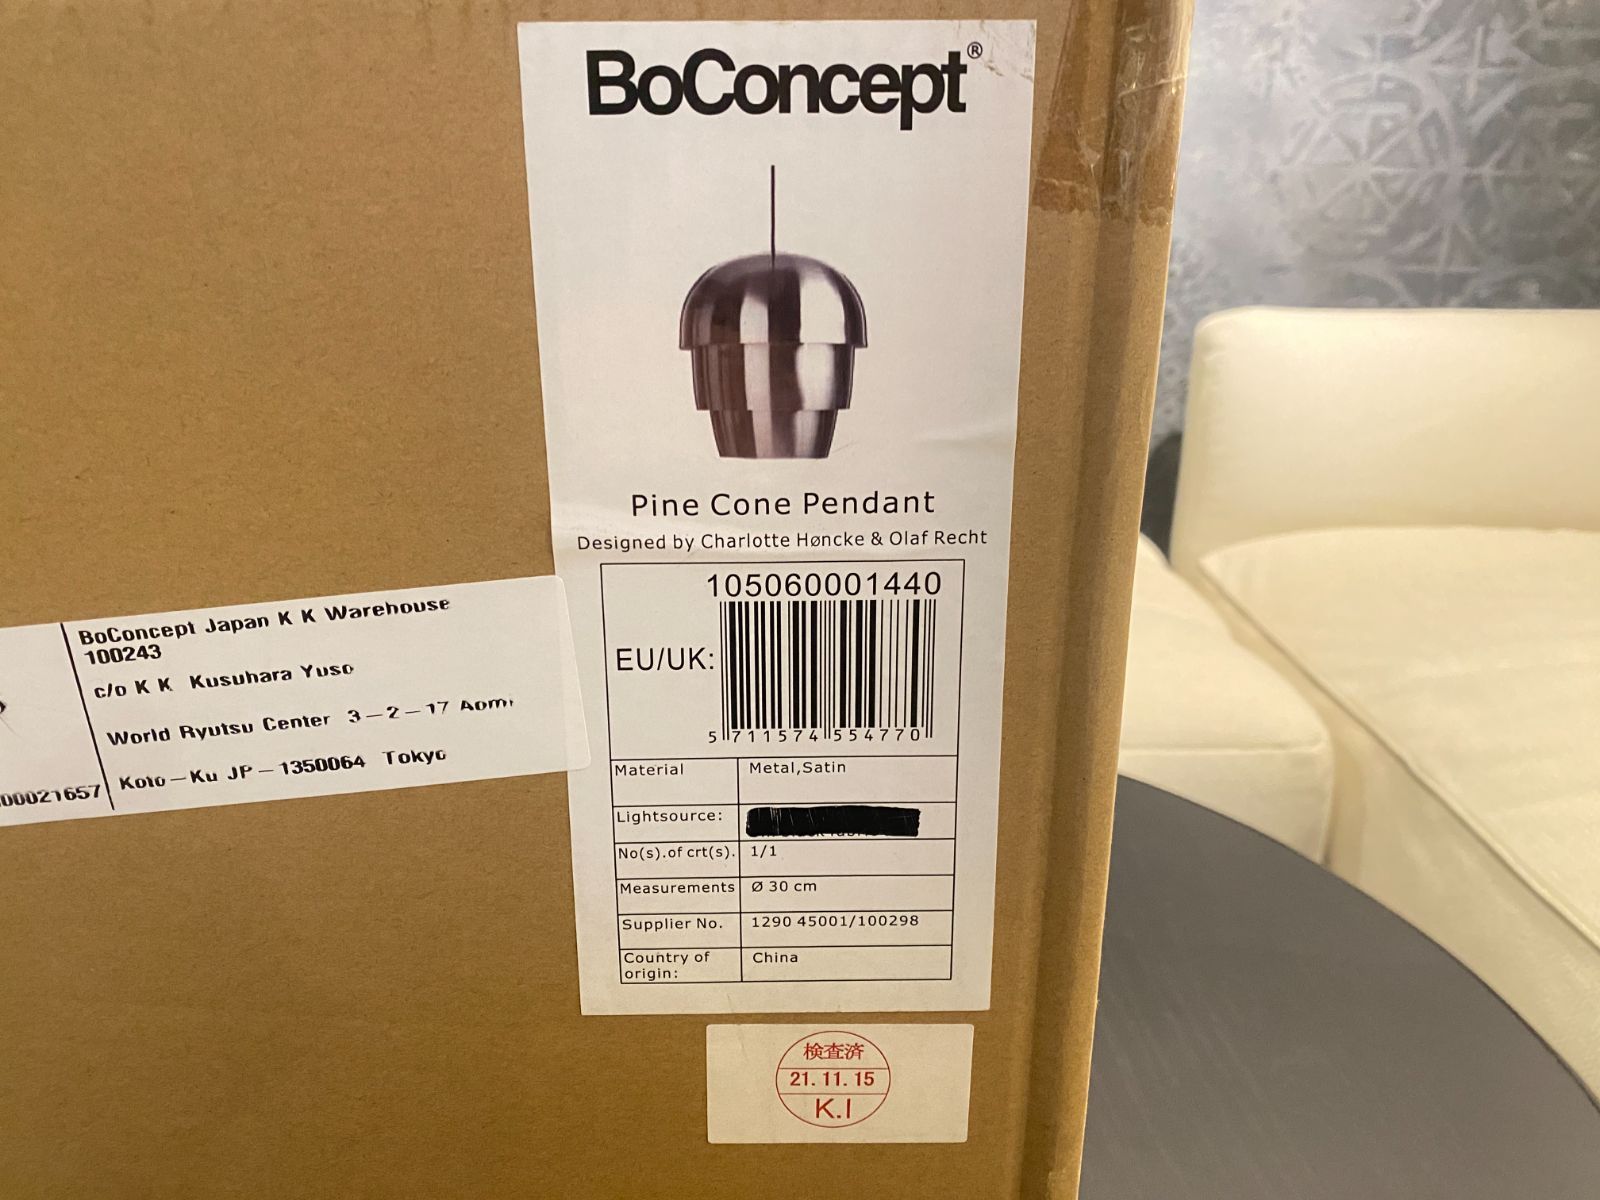 BoConcept®
Pine Cone Pendant
Designed by Charlotte Høncke & Olaf Recht
105060001440
EU/UK:
5 711574 554770
Material Metal,Satin
Lightsource:
No(s).of crt(s). 1/1
Measurements Ø 30 cm
Supplier No. 1290 45001/100298
Country of origin: China
BoConcept Japan K K Warehouse
100243
c/o K K Kusuhara Yuso
World Ryutsu Center 3-2-17 Aomi
Koto-Ku JP-1350064 Tokyo
00021657
検査済
21.11.15
K.I